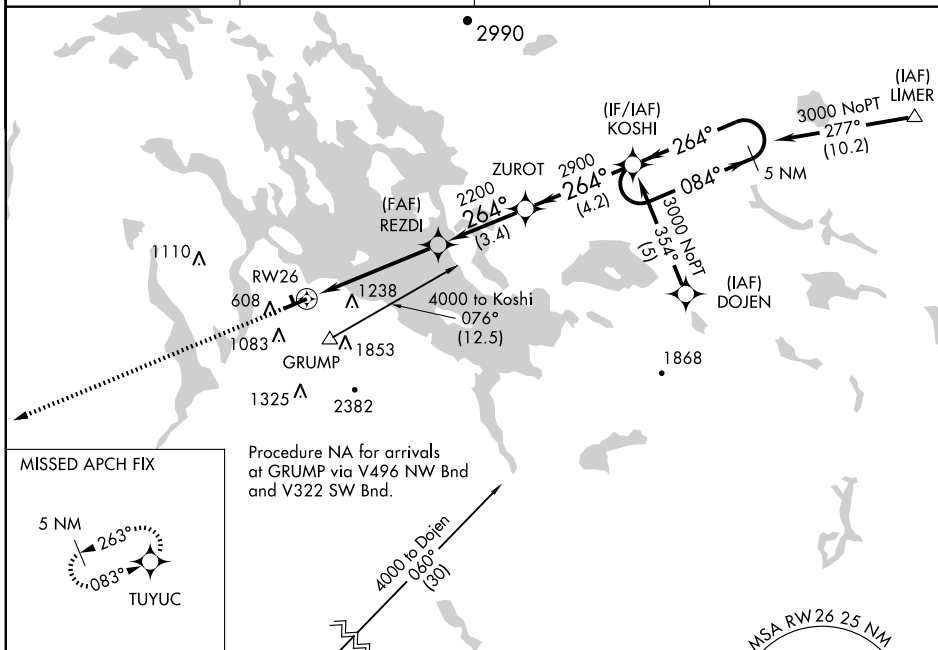 2990
(IAF)
LIMER
3000 NoPT
277°
(10.2)
(IF/IAF)
KOSHI
264°
084°
5 NM
ZUROT
2900
264°
(4.2)
(FAF)
REZDI
2200
264°
(3.4)
3000 NoPT
354°
(5)
(IAF)
DOJEN
1110
RW26
608
1238
1083
GRUMP
1853
4000 to Koshi
076°
(12.5)
1868
1325
2382
Procedure NA for arrivals
at GRUMP via V496 NW Bnd
and V322 SW Bnd.
MISSED APCH FIX
5 NM
263°
083°
TUYUC
4000 to Dojen
060°
(30)
MSA RW26 25 NM